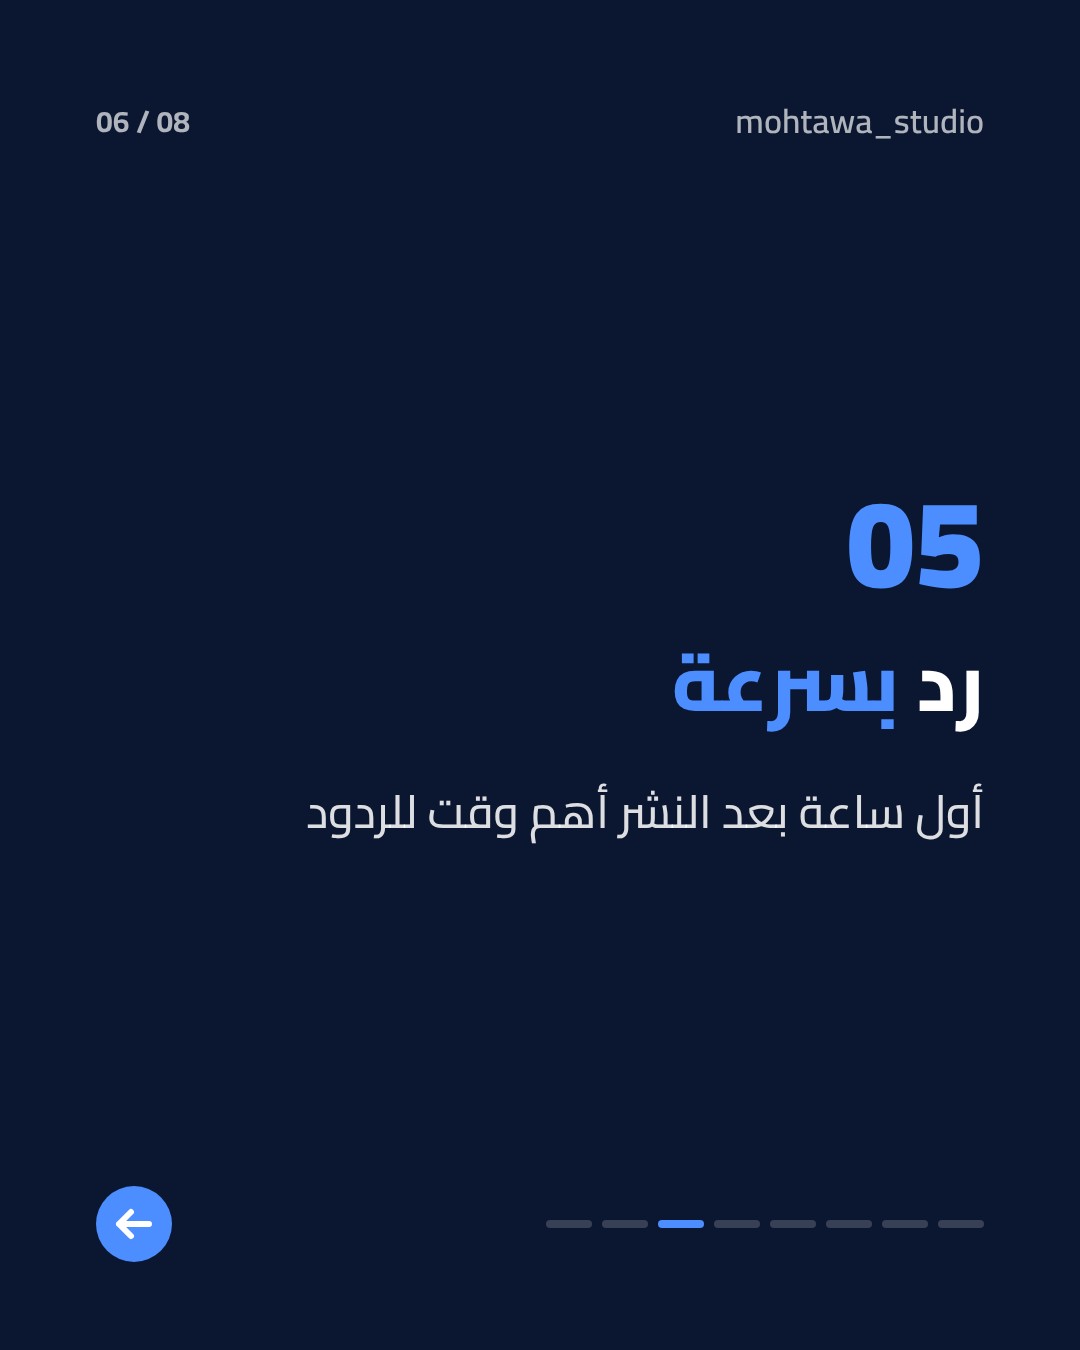 mohtawa_studio
06 / 08
05
رد بسرعة
أول ساعة بعد النشر أهم وقت للردود